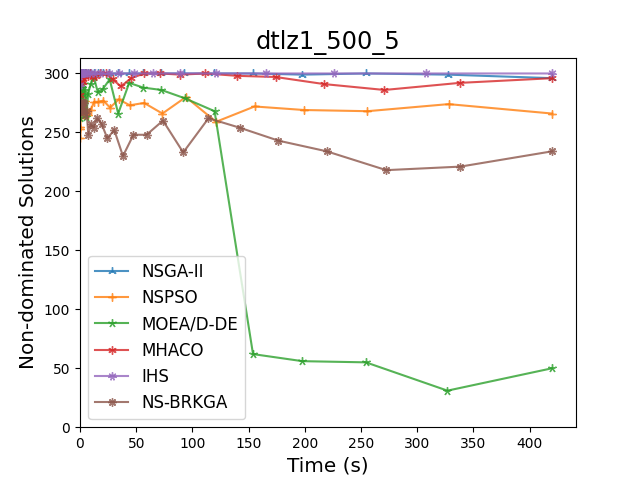 dtlz1_500_5
Non-dominated Solutions
300
250
200
150
100
50
0
NSGA-II
NSPSO
MOEA/D-DE
MHACO
IHS
NS-BRKGA
0 50 100 150 200 250 300 350 400
Time (s)